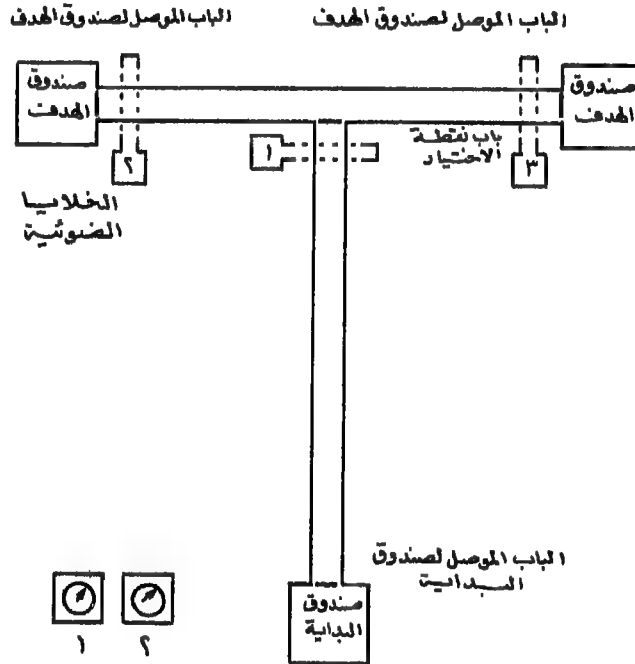 الباب الموصل لصندوق الهدف
الباب الموصل لصندوق الهدف
صندوق
الهدف
صندوق
الهدف
١
باب نقطة
الاختيار
٢
٣
الخلايا
الضوئية
الباب الموصل لصندوق
البداية
صندوق
البداية
١
٢